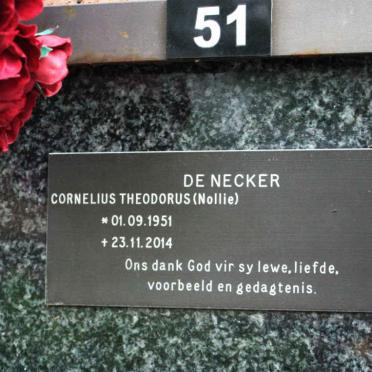 51
DE NECKER
CORNELIUS THEODORUS (Nollie)
* 01.09.1951
+ 23.11.2014
Ons dank God vir sy lewe, liefde,
voorbeeld en gedagtenis.